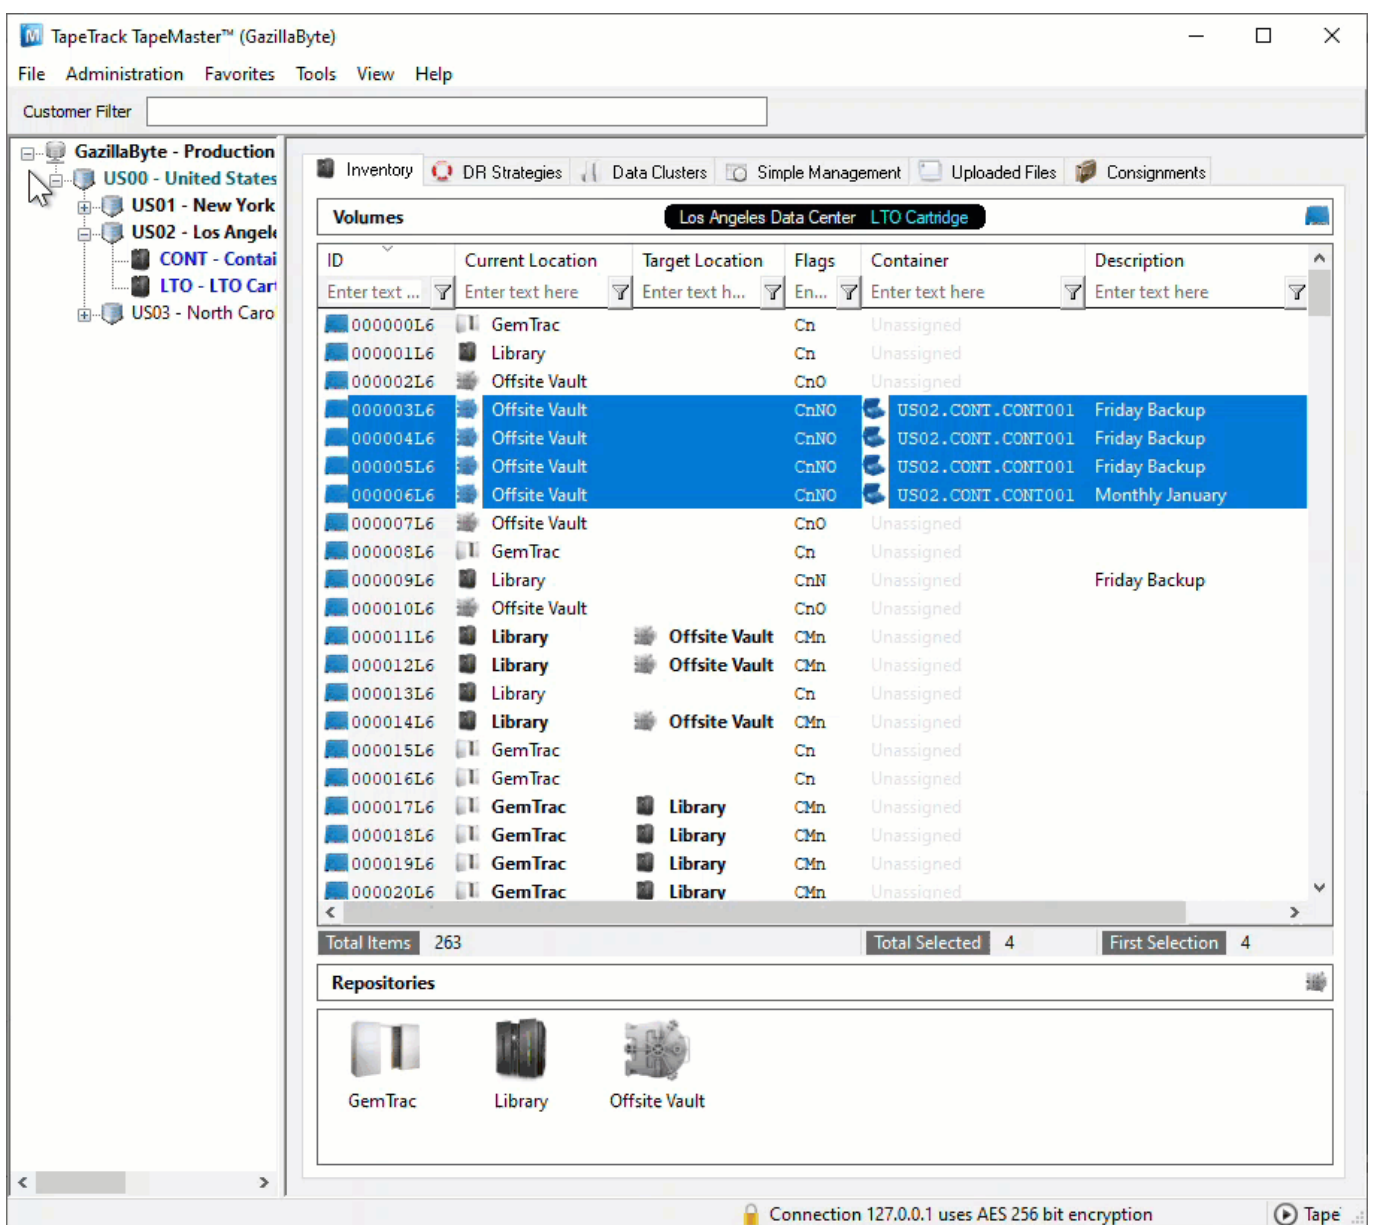 TapeTrack TapeMaster™ (GazillaByte)
File Administration Favorites Tools View Help
Customer Filter
GazillaByte - Production
US00 - United States
US01 - New York
US02 - Los Angele
CONT - Contai
LTO - LTO Cart
US03 - North Caro
Inventory DR Strategies Data Clusters Simple Management Uploaded Files Consignments
Volumes Los Angeles Data Center LTO Cartridge
ID Current Location Target Location Flags Container Description
Enter text ... Enter text here Enter text h... En... Enter text here Enter text here
000000L6 GemTrac Cn Unassigned
000001L6 Library Cn Unassigned
000002L6 Offsite Vault CnO Unassigned
000003L6 Offsite Vault CnNO US02.CONT.CONT001 Friday Backup
000004L6 Offsite Vault CnNO US02.CONT.CONT001 Friday Backup
000005L6 Offsite Vault CnNO US02.CONT.CONT001 Friday Backup
000006L6 Offsite Vault CnNO US02.CONT.CONT001 Monthly January
000007L6 Offsite Vault CnO Unassigned
000008L6 GemTrac Cn Unassigned
000009L6 Library CnN Unassigned Friday Backup
000010L6 Offsite Vault CnO Unassigned
000011L6 Library Offsite Vault CMn Unassigned
000012L6 Library Offsite Vault CMn Unassigned
000013L6 Library Cn Unassigned
000014L6 Library Offsite Vault CMn Unassigned
000015L6 GemTrac Cn Unassigned
000016L6 GemTrac Cn Unassigned
000017L6 GemTrac Library CMn Unassigned
000018L6 GemTrac Library CMn Unassigned
000019L6 GemTrac Library CMn Unassigned
000020L6 GemTrac Library CMn Unassigned
Total Items 263 Total Selected 4 First Selection 4
Repositories
GemTrac Library Offsite Vault
Connection 127.0.0.1 uses AES 256 bit encryption Tape